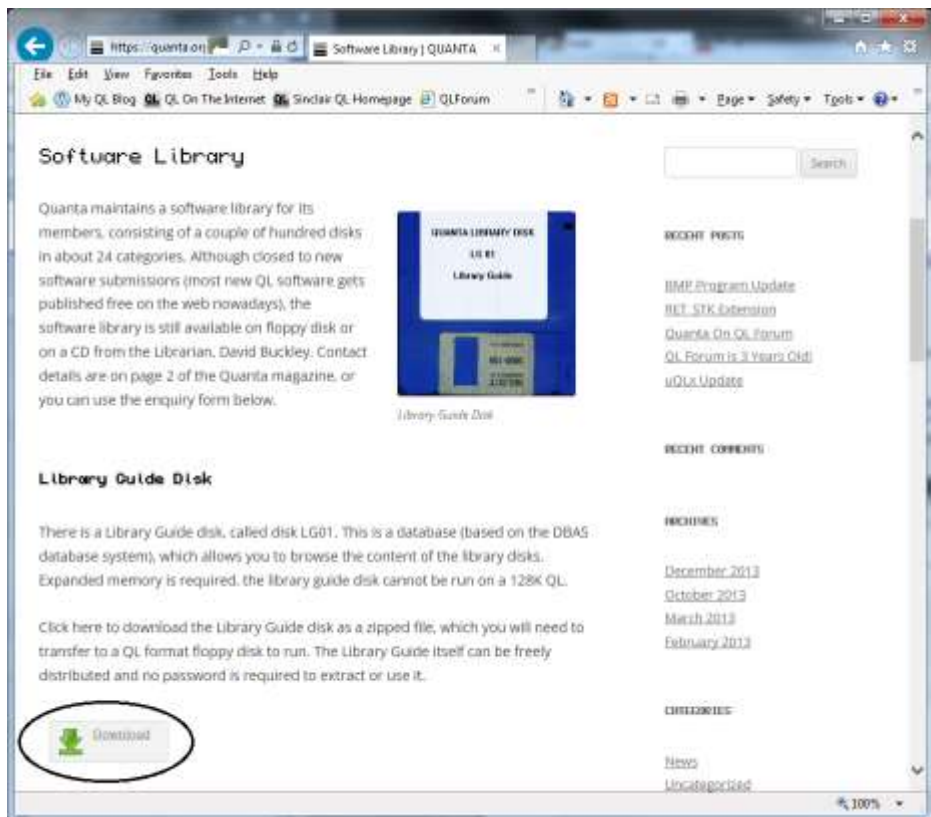 https://quanta.or
Software Library | QUANTA
File Edit View Favorites Tools Help
My QL Blog QL QL On The Internet QL Sinclair QL Homepage QLForum Page Safety Tools
Software Library
Search
Quanta maintains a software library for its
members, consisting of a couple of hundred disks
in about 24 categories. Although closed to new
software submissions (most new QL software gets
published free on the web nowadays), the
software library is still available on floppy disk or
on a CD from the Librarian, David Buckley. Contact
details are on page 2 of the Quanta magazine, or
you can use the enquiry form below.
QUANTA LIBRARY DISK
LG 01
Library Guide
Library Guide Disk
Library Guide Disk
There is a Library Guide disk, called disk LG01. This is a database (based on the DBAS
database system), which allows you to browse the content of the library disks.
Expanded memory is required, the library guide disk cannot be run on a 128K QL.
Click here to download the Library Guide disk as a zipped file, which you will need to
transfer to a QL format floppy disk to run. The Library Guide itself can be freely
distributed and no password is required to extract or use it.
Download
RECENT POSTS
BMP Program Update
RET_STK Extension
Quanta On QL Forum
QL Forum is 3 Years Old!
uQLx Update
RECENT COMMENTS
ARCHIVES
December 2013
October 2013
March 2013
February 2013
CATEGORIES
News
Uncategorized
100%